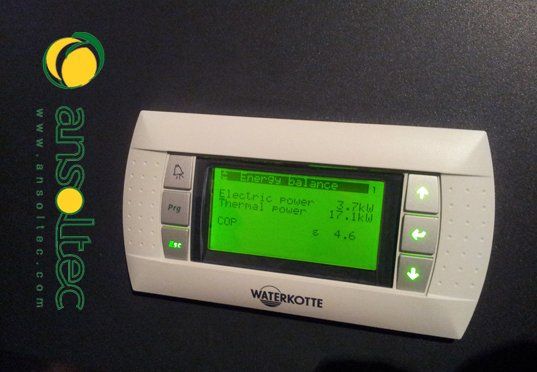 ansoltec
www.ansoltec.com
Energy balance 1
Electric power 3.7kW
Thermal power 17.1kW
COP
ε 4.6
Prg
Esc
WATERKOTTE